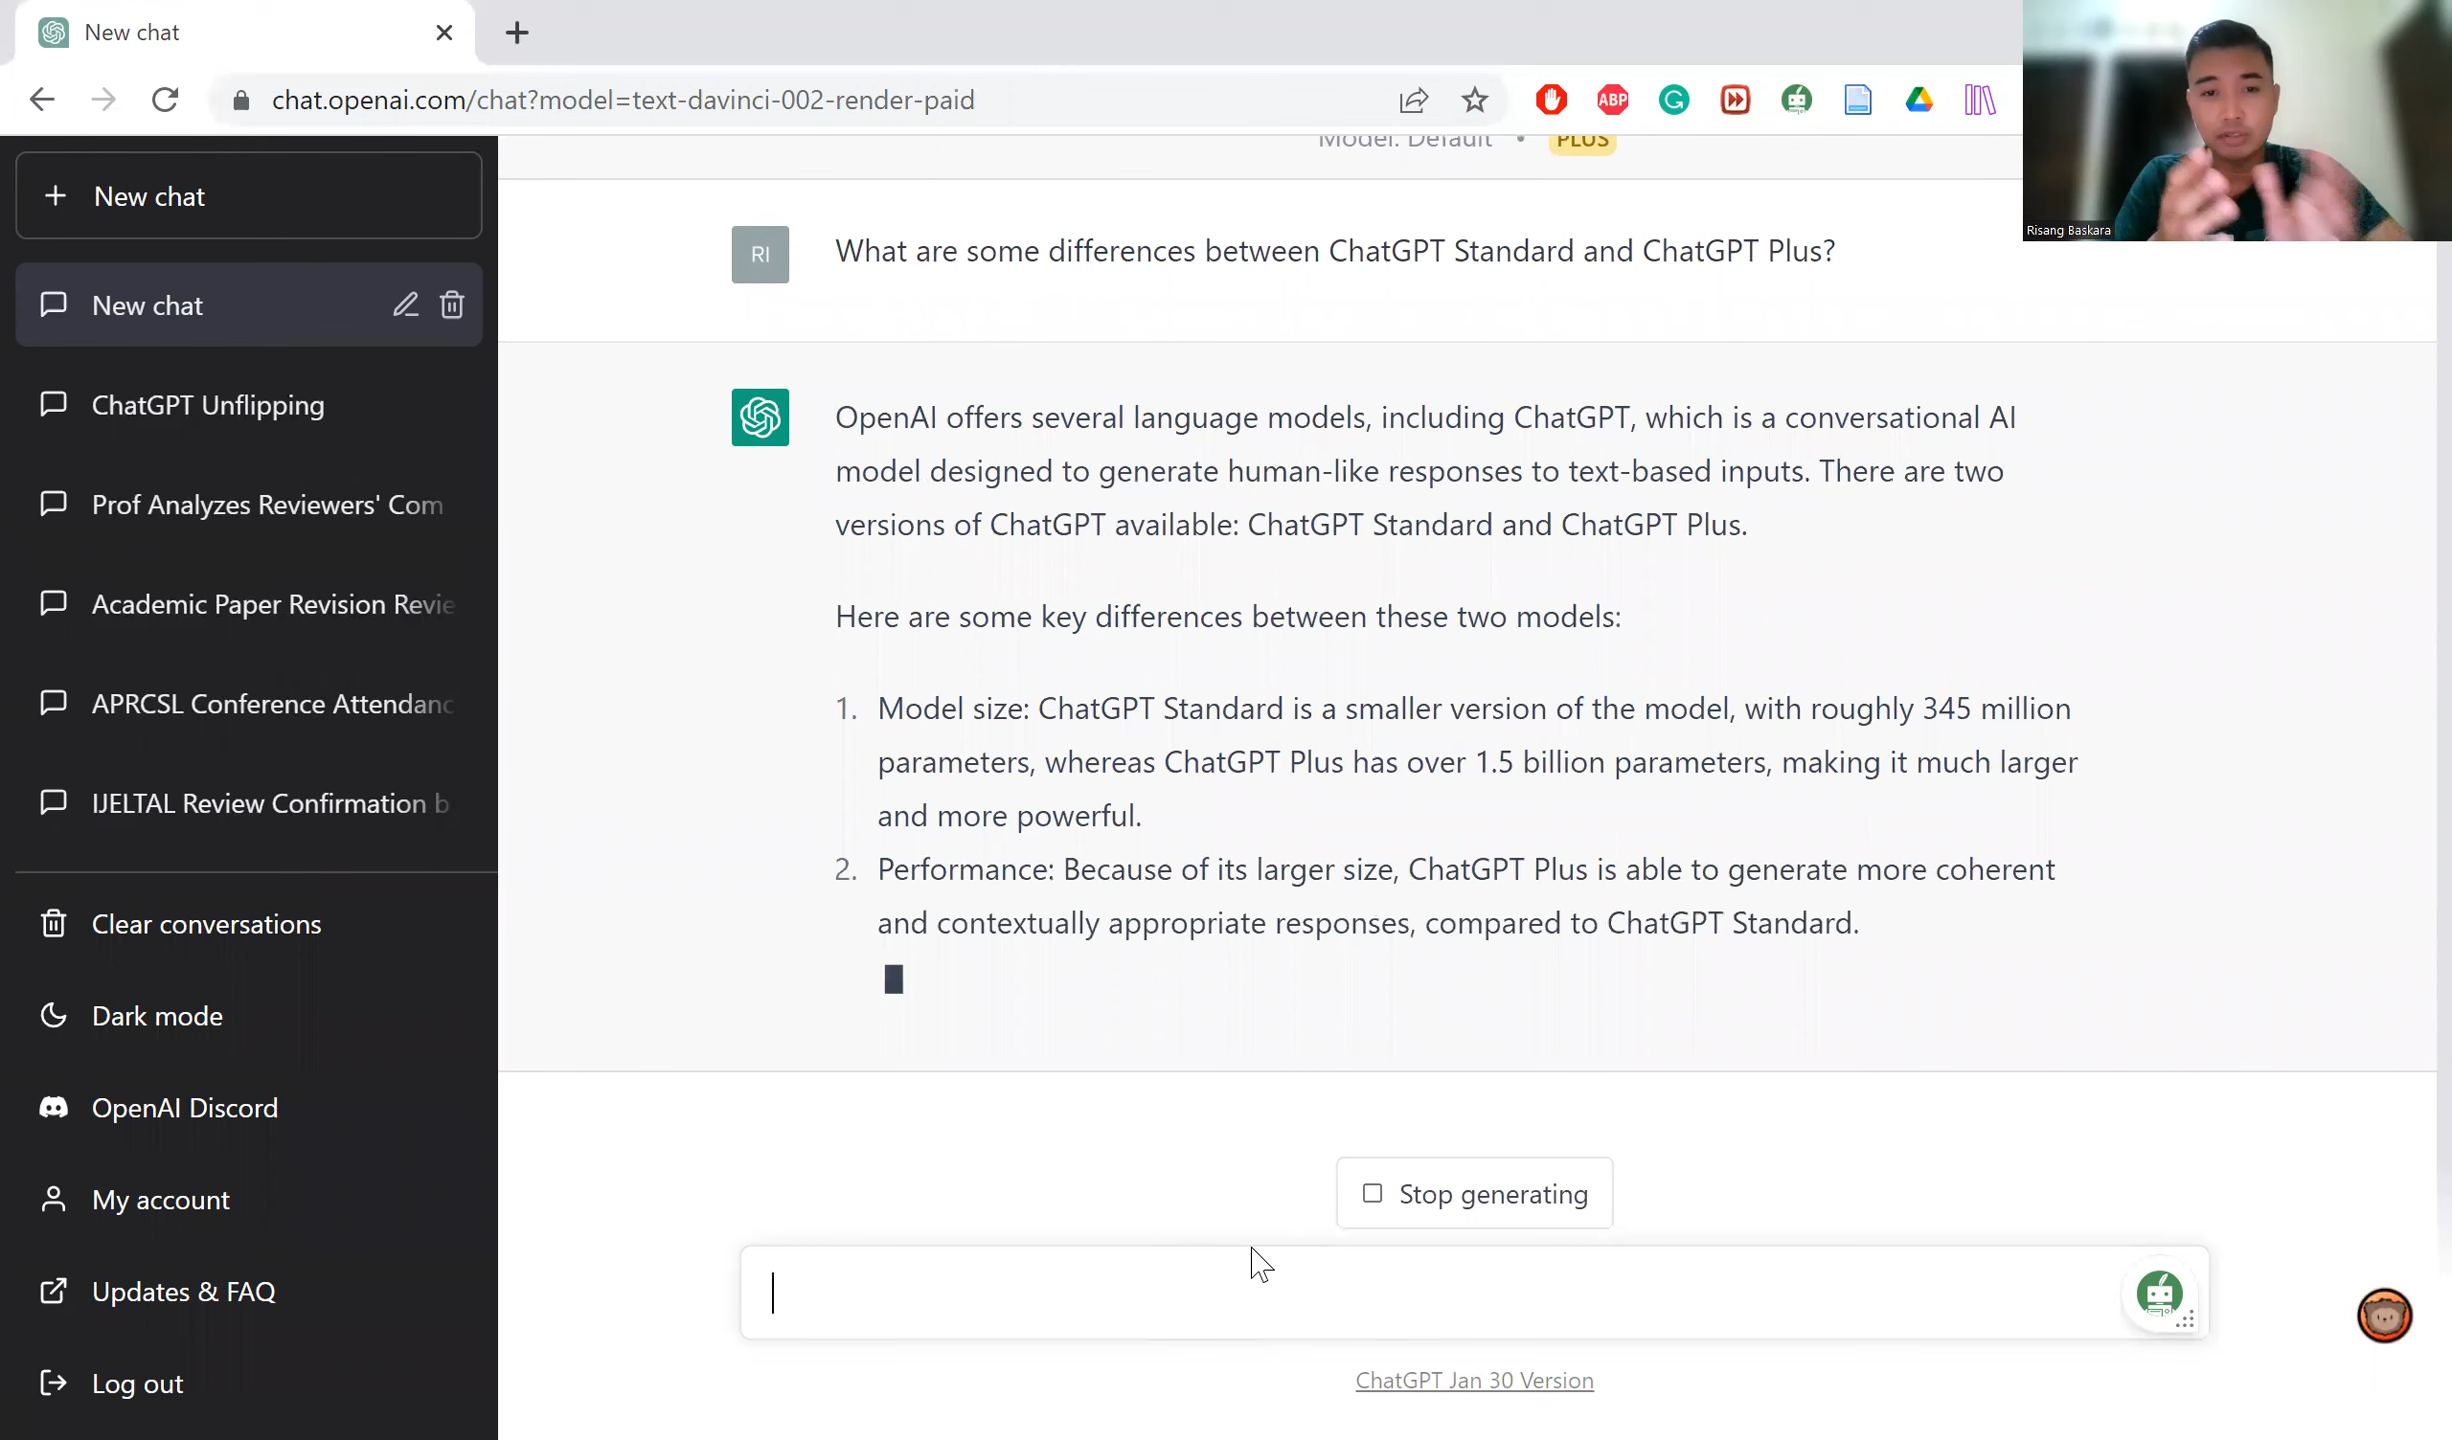 New chat
chat.openai.com/chat?model=text-davinci-002-render-paid
ABP
Risang Baskara
New chat
New chat
ChatGPT Unflipping
Prof Analyzes Reviewers' Com
Academic Paper Revision Revie
APRCSL Conference Attendanc
IJELTAL Review Confirmation b
Clear conversations
Dark mode
OpenAI Discord
My account
Updates & FAQ
Log out
Model: Default • PLUS
RI
What are some differences between ChatGPT Standard and ChatGPT Plus?
OpenAI offers several language models, including ChatGPT, which is a conversational AI
model designed to generate human-like responses to text-based inputs. There are two
versions of ChatGPT available: ChatGPT Standard and ChatGPT Plus.
Here are some key differences between these two models:
1. Model size: ChatGPT Standard is a smaller version of the model, with roughly 345 million
parameters, whereas ChatGPT Plus has over 1.5 billion parameters, making it much larger
and more powerful.
2. Performance: Because of its larger size, ChatGPT Plus is able to generate more coherent
and contextually appropriate responses, compared to ChatGPT Standard.
Stop generating
ChatGPT Jan 30 Version